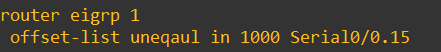 router eigrp 1
offset-list uneqaul in 1000 Serial0/0.15